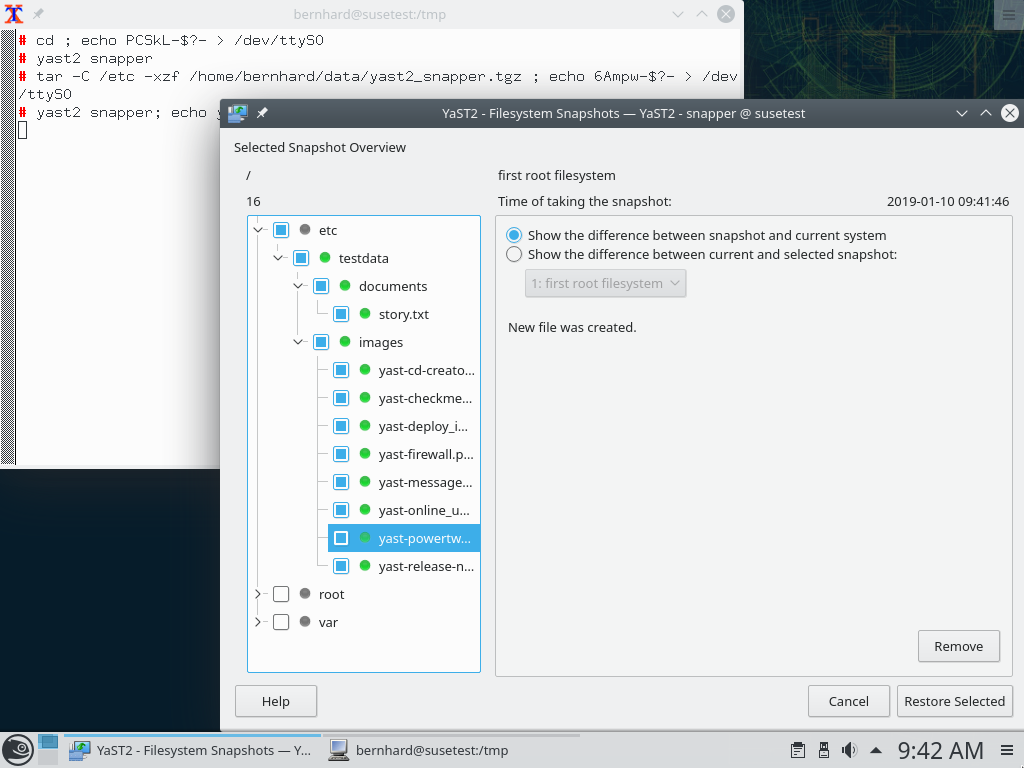 bernhard@susetest:/tmp
# cd ; echo PCSkL-$?- > /dev/ttyS0
# yast2 snapper
# tar -C /etc -xzf /home/bernhard/data/yast2_snapper.tgz ; echo 6Ampw-$?- > /dev
/ttyS0
# yast2 snapper; echo
YaST2 - Filesystem Snapshots — YaST2 - snapper @ susetest
Selected Snapshot Overview
/
first root filesystem
16
Time of taking the snapshot:
2019-01-10 09:41:46
etc
testdata
documents
story.txt
images
yast-cd-creato...
yast-checkme...
yast-deploy_i...
yast-firewall.p...
yast-message...
yast-online_u...
yast-powertw...
yast-release-n...
root
var
Show the difference between snapshot and current system
Show the difference between current and selected snapshot:
1: first root filesystem
New file was created.
Remove
Help
Cancel
Restore Selected
YaST2 - Filesystem Snapshots — Y...
bernhard@susetest:/tmp
9:42 AM